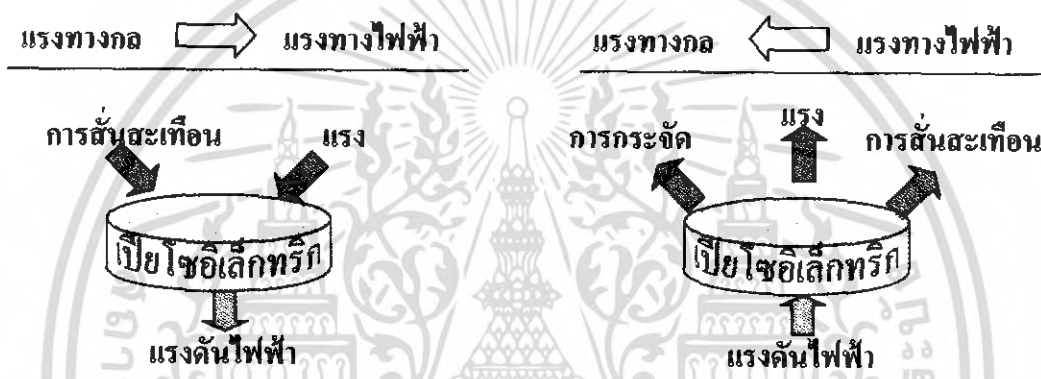 แรงทางกล แรงทางไฟฟ้า
การสั่นสะเทือน แรง
เปียโซอิเล็กทริก
แรงดันไฟฟ้า
แรงทางกล แรงทางไฟฟ้า
การกระจัด แรง การสั่นสะเทือน
เปียโซอิเล็กทริก
แรงดันไฟฟ้า